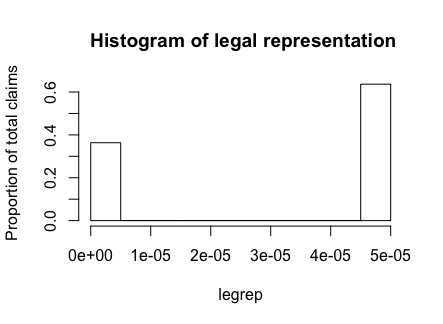 Histogram of legal representation
Proportion of total claims
0.6
0.4
0.2
0.0
0e+00 1e-05 2e-05 3e-05 4e-05 5e-05
legrep